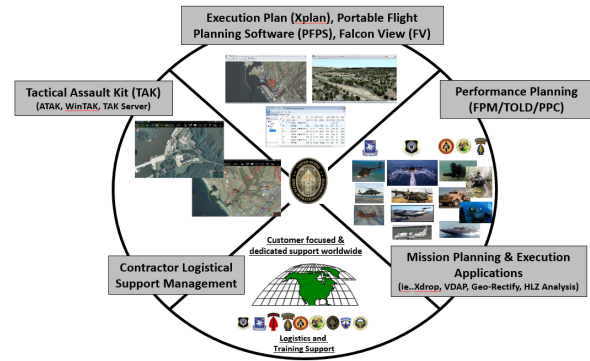 Execution Plan (Xplan), Portable Flight
Planning Software (PFPS), Falcon View (FV)
Tactical Assault Kit (TAK)
(ATAK, WinTAK, TAK Server)
Performance Planning
(FPM/TOLD/PPC)
Customer focused &
dedicated support worldwide
Contractor Logistical
Support Management
Mission Planning & Execution
Applications
(ie..Xdrop, VDAP, Geo-Rectify, HLZ Analysis)
Logistics and
Training Support